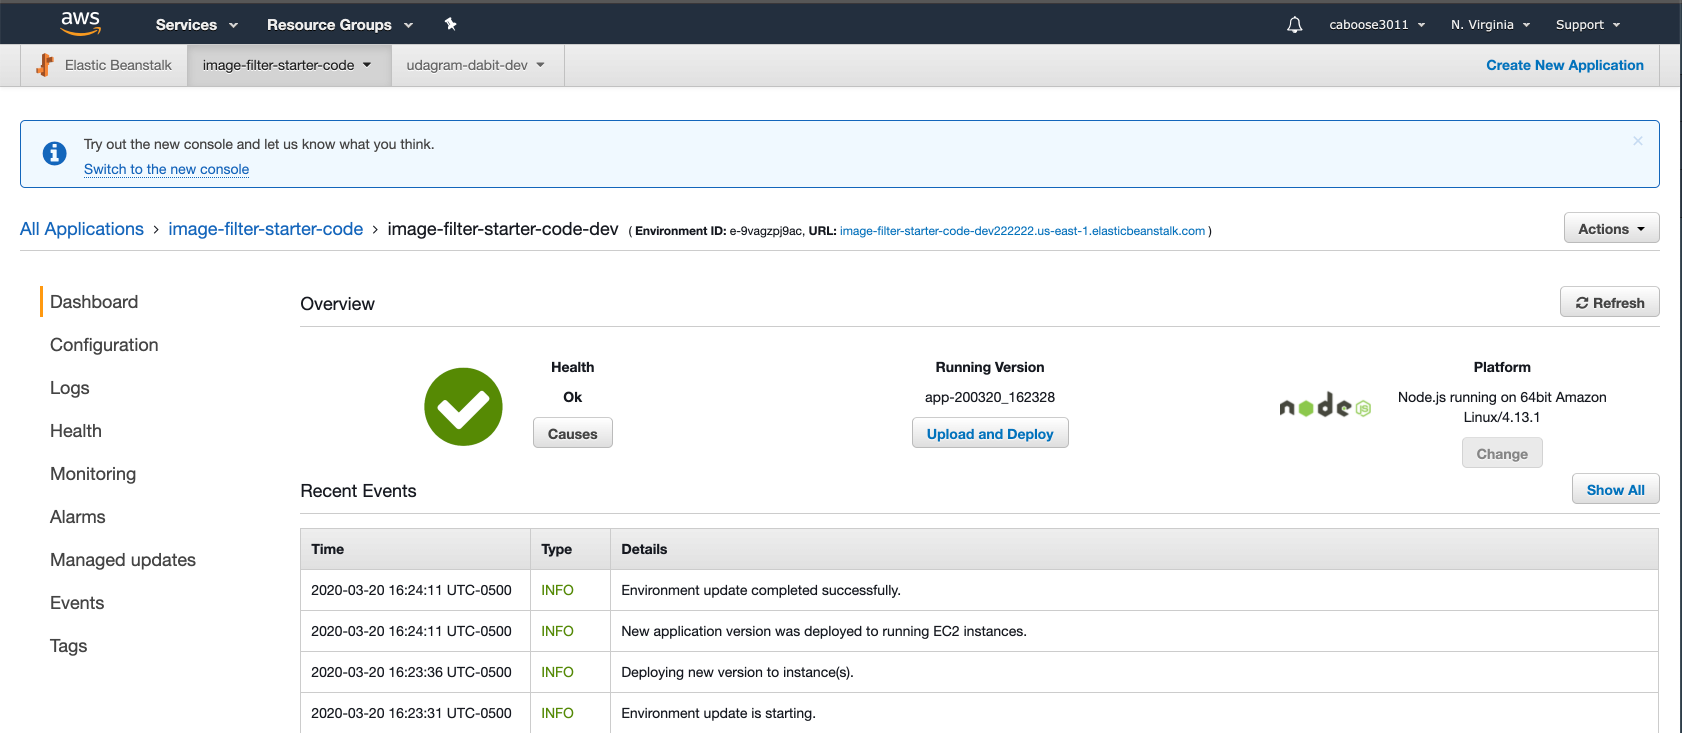 aws Services Resource Groups caboose3011 N. Virginia Support
Elastic Beanstalk image-filter-starter-code udagram-dabit-dev Create New Application
Try out the new console and let us know what you think.
Switch to the new console
All Applications > image-filter-starter-code > image-filter-starter-code-dev ( Environment ID: e-9vagzpj9ac, URL: image-filter-starter-code-dev222222.us-east-1.elasticbeanstalk.com ) Actions
Dashboard
Configuration
Logs
Health
Monitoring
Alarms
Managed updates
Events
Tags
Overview Refresh
Health
Ok
Causes
Running Version
app-200320_162328
Upload and Deploy
node JS
Platform
Node.js running on 64bit Amazon
Linux/4.13.1
Change
Recent Events Show All
Time Type Details
2020-03-20 16:24:11 UTC-0500 INFO Environment update completed successfully.
2020-03-20 16:24:11 UTC-0500 INFO New application version was deployed to running EC2 instances.
2020-03-20 16:23:36 UTC-0500 INFO Deploying new version to instance(s).
2020-03-20 16:23:31 UTC-0500 INFO Environment update is starting.